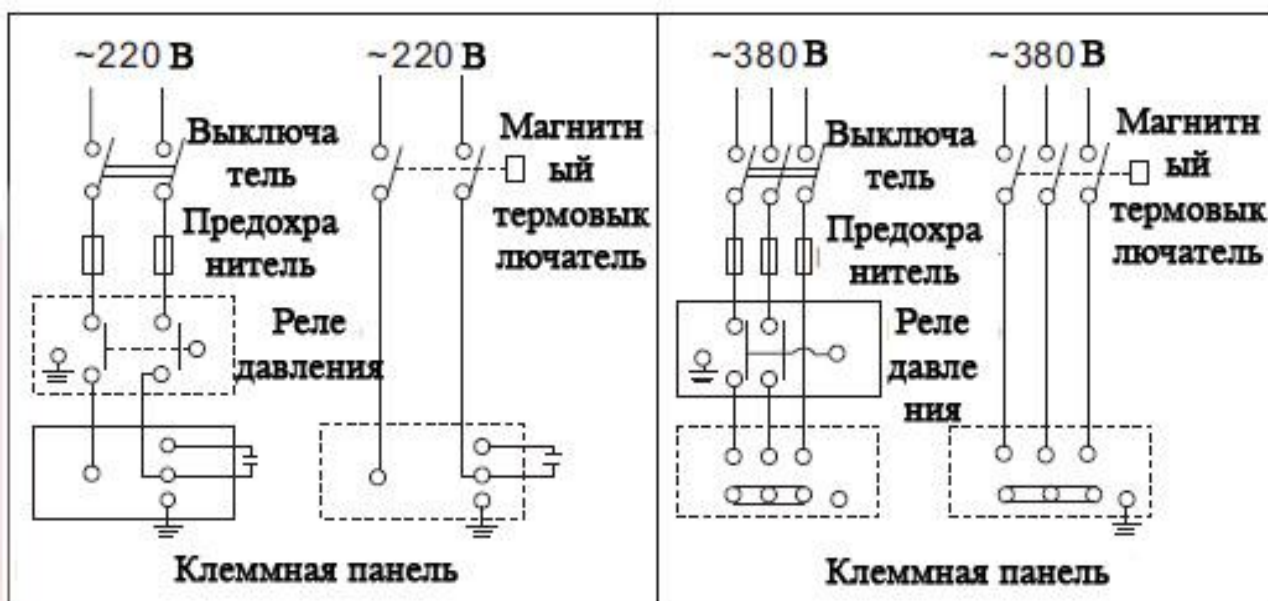 ~220 В
~220 В
Выключа
тель
Магнитн
ый
термовык
лючатель
Предохра
нитель
Реле
давления
Клеммная панель
~380 В
~380 В
Выключа
тель
Магнитн
ый
термовык
лючатель
Предохра
нитель
Реле
давле
ния
Клеммная панель